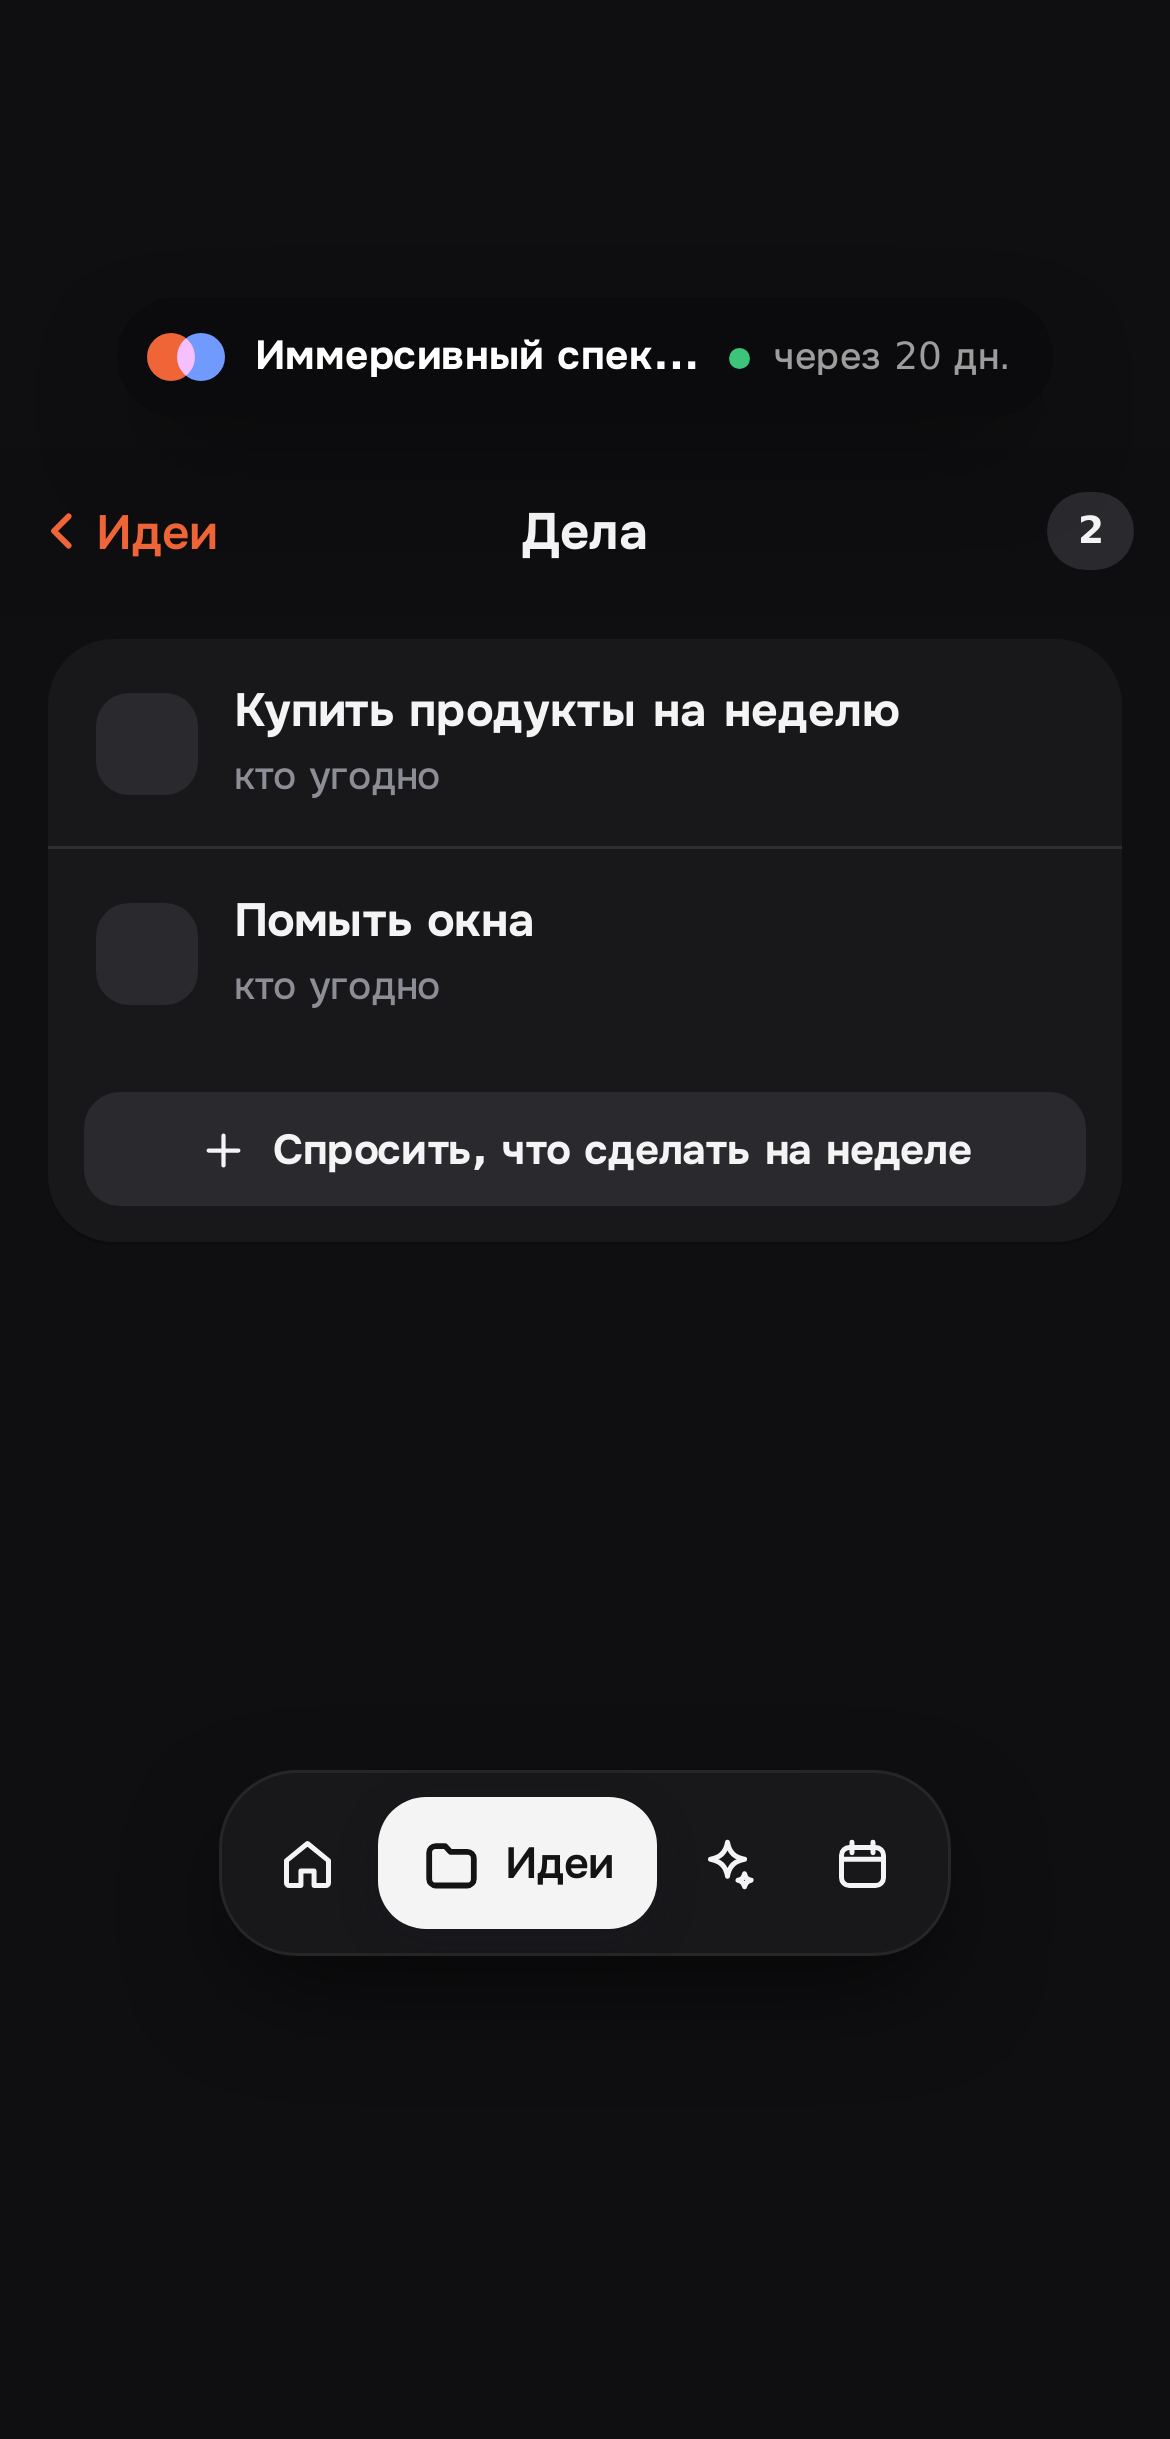 Иммерсивный спек... через 20 дн.
Идеи
Дела
2
Купить продукты на неделю
кто угодно
Помыть окна
кто угодно
Спросить, что сделать на неделе
Идеи